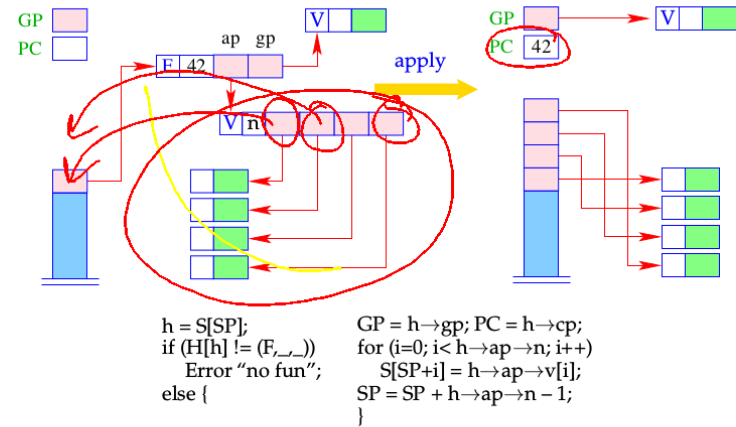 GP
PC
ap gp
F 42
V
V n
apply
GP
PC 42
V
h = S[SP];
if (H[h] != (F,_,_))
Error “no fun”;
else {
GP = h→gp; PC = h→cp;
for (i=0; i< h→ap→n; i++)
S[SP+i] = h→ap→v[i];
SP = SP + h→ap→n – 1;
}